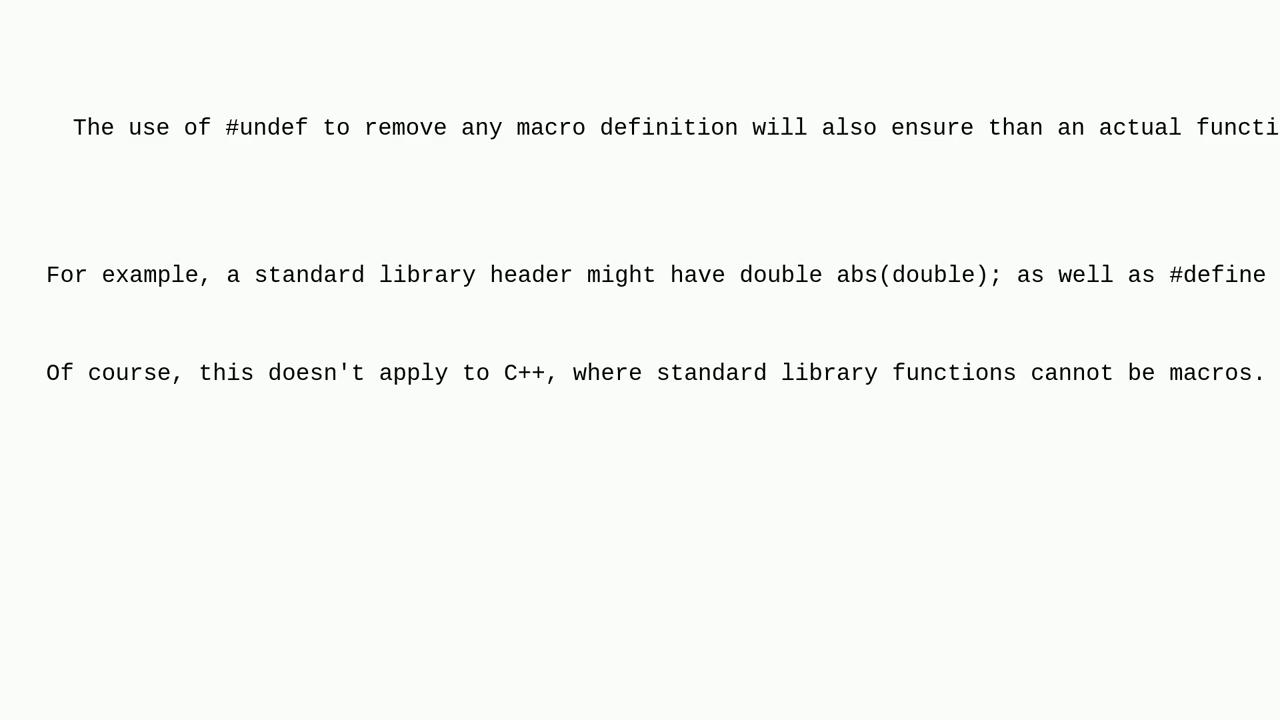 The use of #undef to remove any macro definition will also ensure than an actual functi
For example, a standard library header might have double abs(double); as well as #define
Of course, this doesn't apply to C++, where standard library functions cannot be macros.